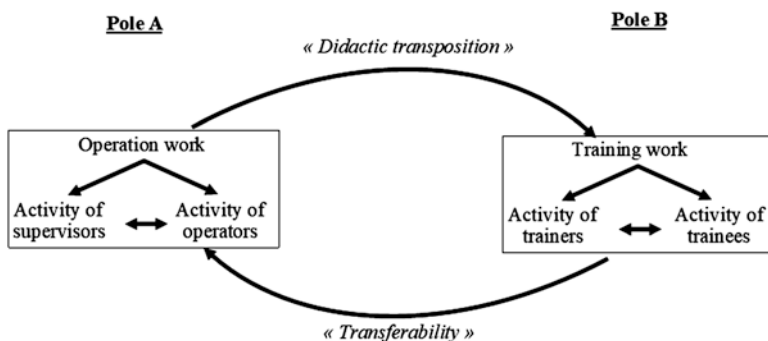 Pole A
Pole B
« Didactic transposition »
Operation work
Activity of
supervisors
Activity of
operators
Training work
Activity of
trainers
Activity of
trainees
« Transferability »